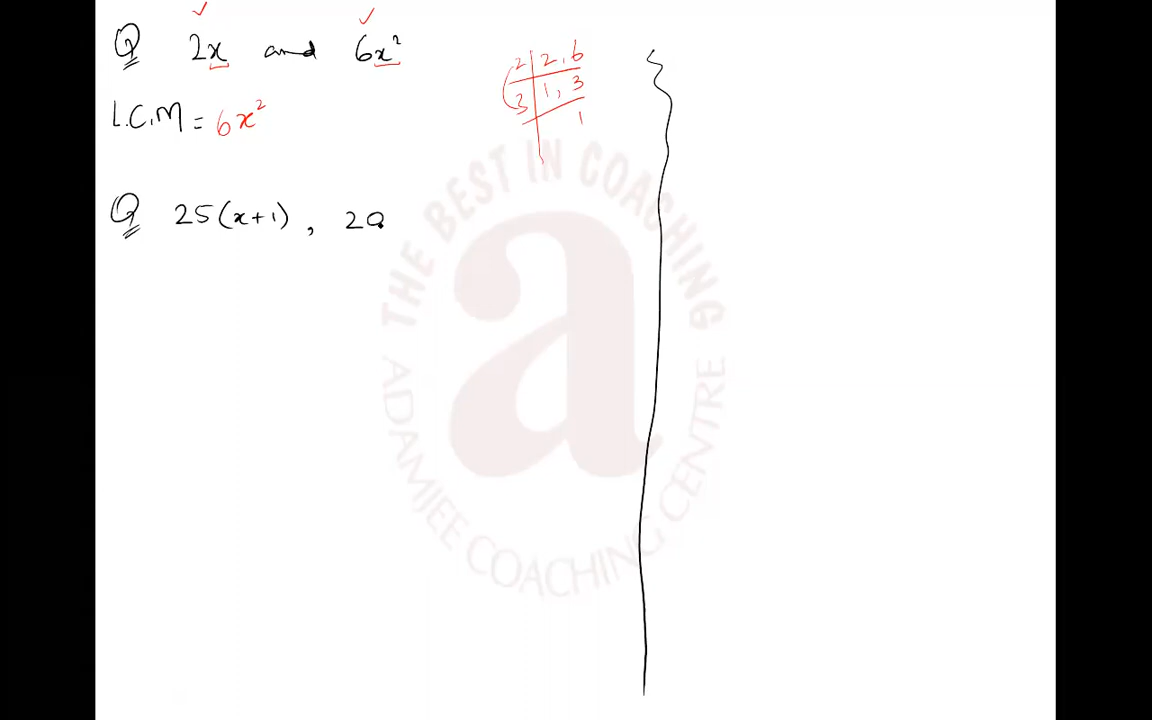 Q 2x and 6x²
L.C.M = 6x²
2 | 2, 6
3 | 1, 3
1
Q 25(x+1) , 20
THE BEST IN COACHING
ADAMJEE COACHING CENTRE
a